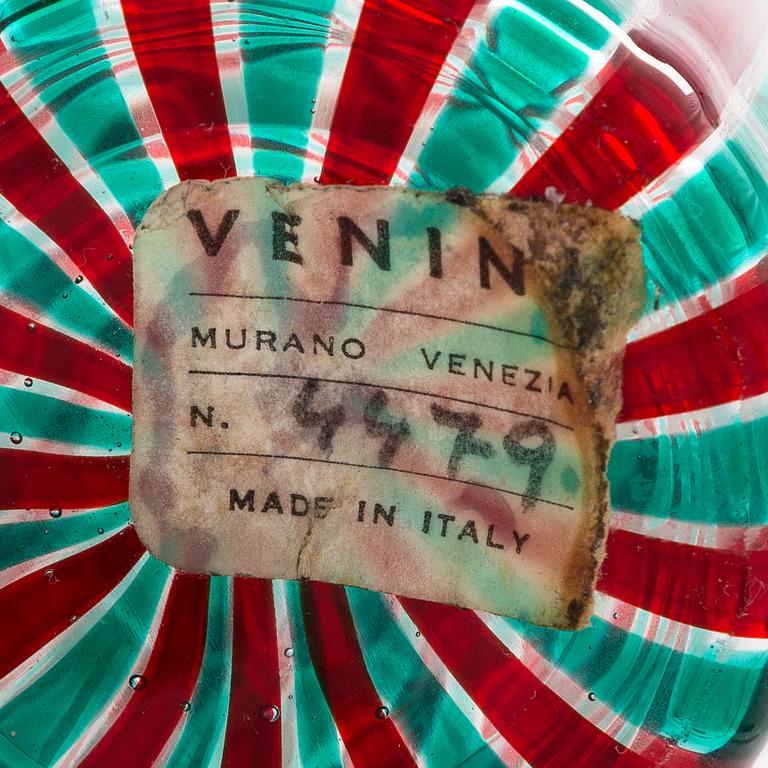 VENIN
MURANO VENEZIA
N. 4479
MADE IN ITALY